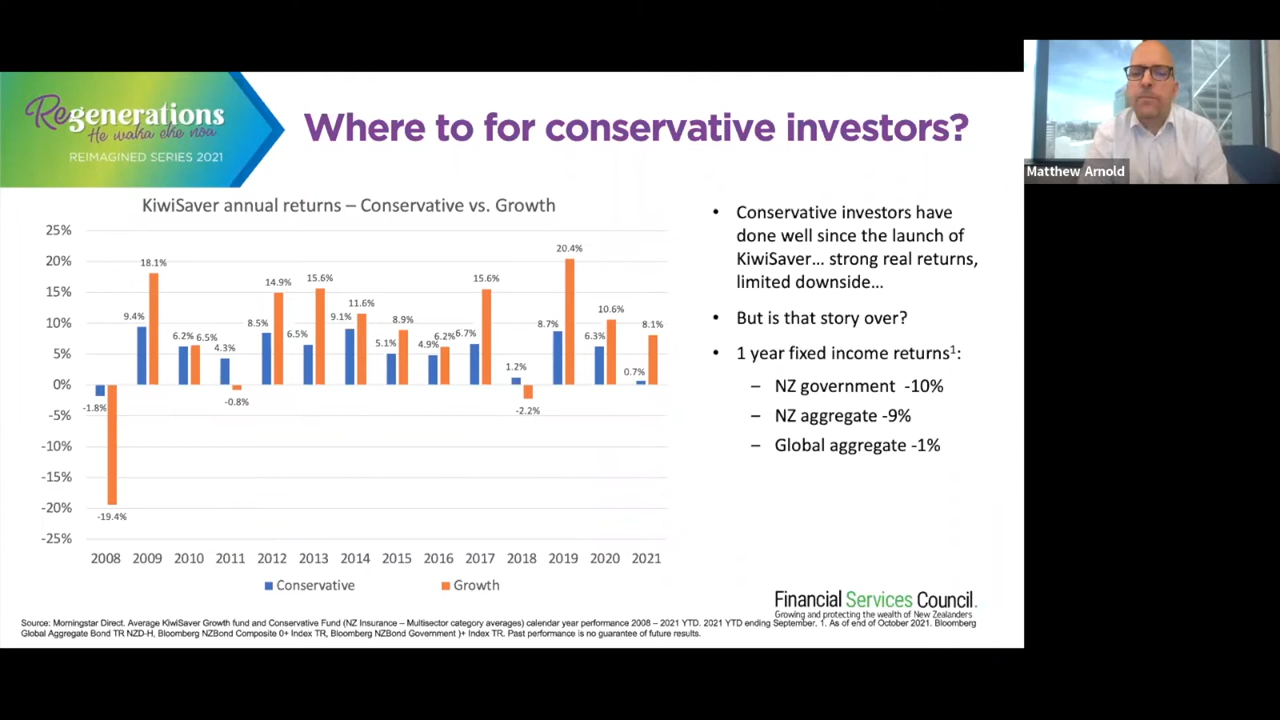 Regenerations
He waka eke noa
REIMAGINED SERIES 2021
Where to for conservative investors?
Matthew Arnold
KiwiSaver annual returns – Conservative vs. Growth
25%
20%
15%
10%
5%
0%
-5%
-10%
-15%
-20%
-25%
-1.8%
-19.4%
9.4%
18.1%
6.2%
6.5%
4.3%
-0.8%
8.5%
14.9%
6.5%
15.6%
9.1%
11.6%
5.1%
8.9%
4.9%
6.2%
6.7%
15.6%
1.2%
-2.2%
8.7%
20.4%
6.3%
10.6%
0.7%
8.1%
2008 2009 2010 2011 2012 2013 2014 2015 2016 2017 2018 2019 2020 2021
Conservative Growth
• Conservative investors have
done well since the launch of
KiwiSaver… strong real returns,
limited downside…
• But is that story over?
• 1 year fixed income returns¹:
– NZ government -10%
– NZ aggregate -9%
– Global aggregate -1%
Financial Services Council.
Growing and protecting the wealth of New Zealanders
Source: Morningstar Direct. Average KiwiSaver Growth fund and Conservative Fund (NZ Insurance – Multisector category averages) calendar year performance 2008 – 2021 YTD. 2021 YTD ending September. 1. As of end of October 2021. Bloomberg
Global Aggregate Bond TR NZD-H, Bloomberg NZBond Composite 0+ Index TR, Bloomberg NZBond Government )+ Index TR. Past performance is no guarantee of future results.